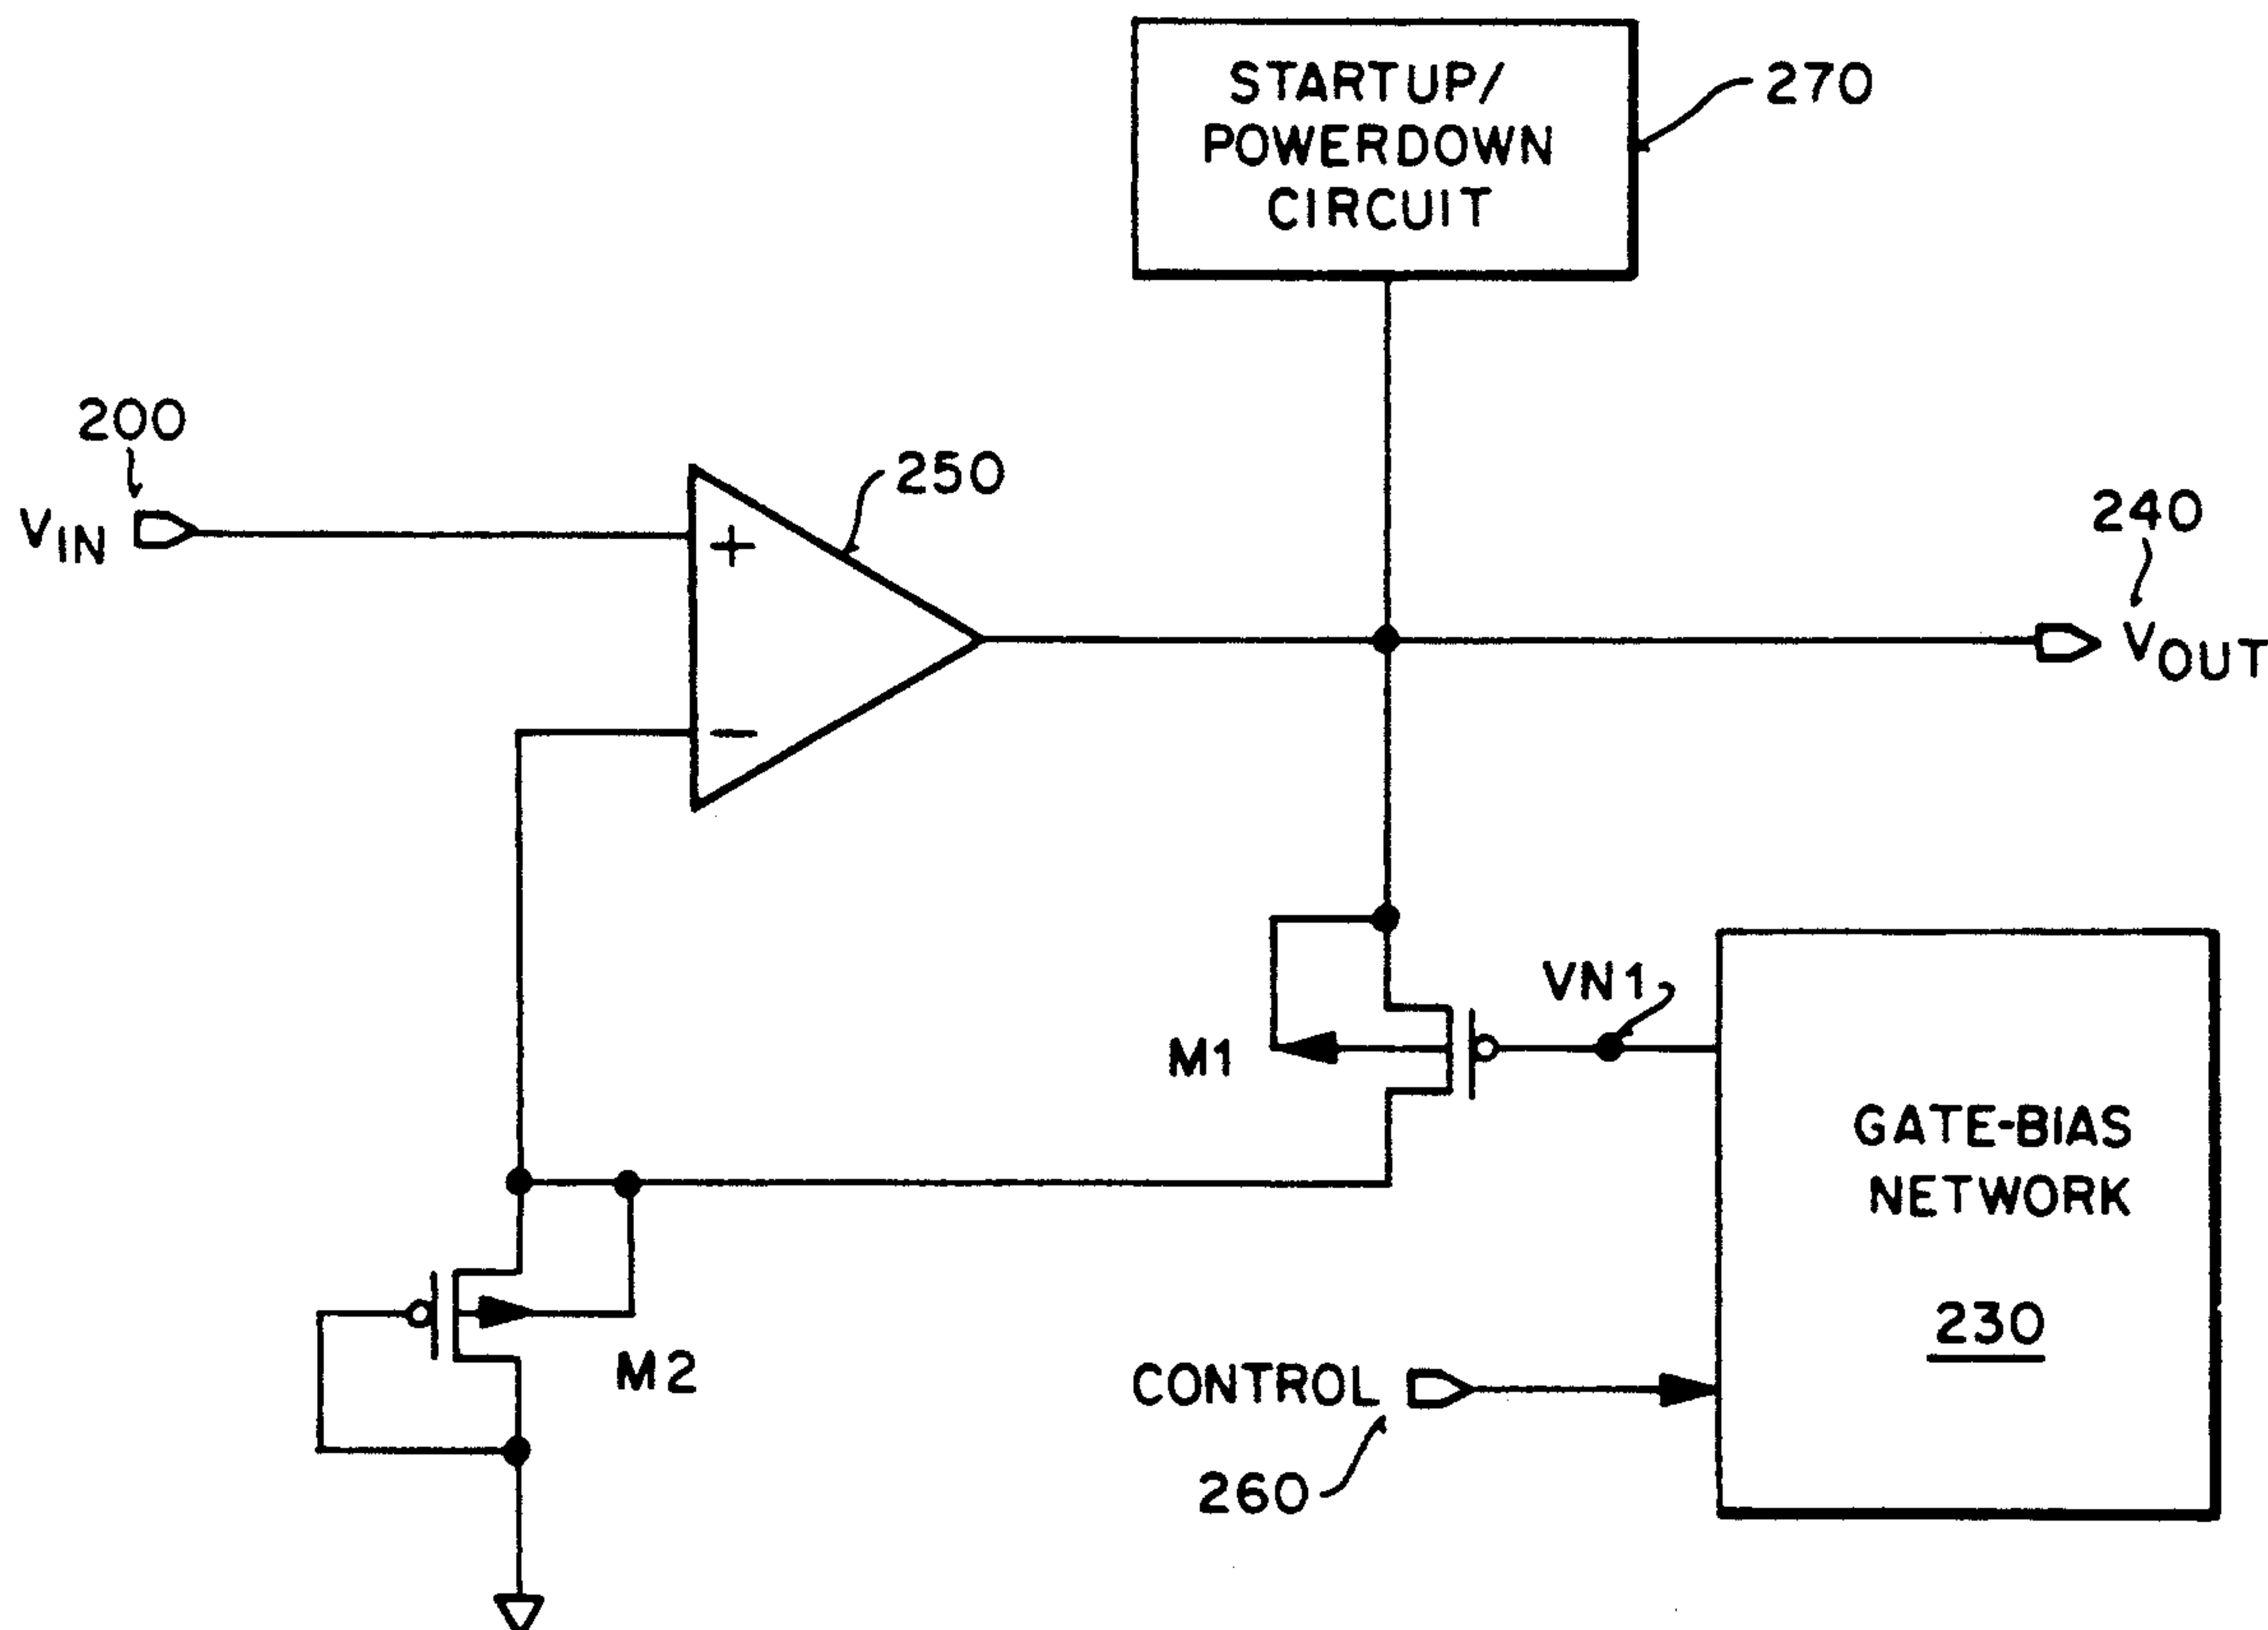 STARTUP/
POWERDOWN
CIRCUIT
270
200
VIN
250
+
−
240
VOUT
VN1
M1
GATE-BIAS
NETWORK
230
M2
CONTROL
260